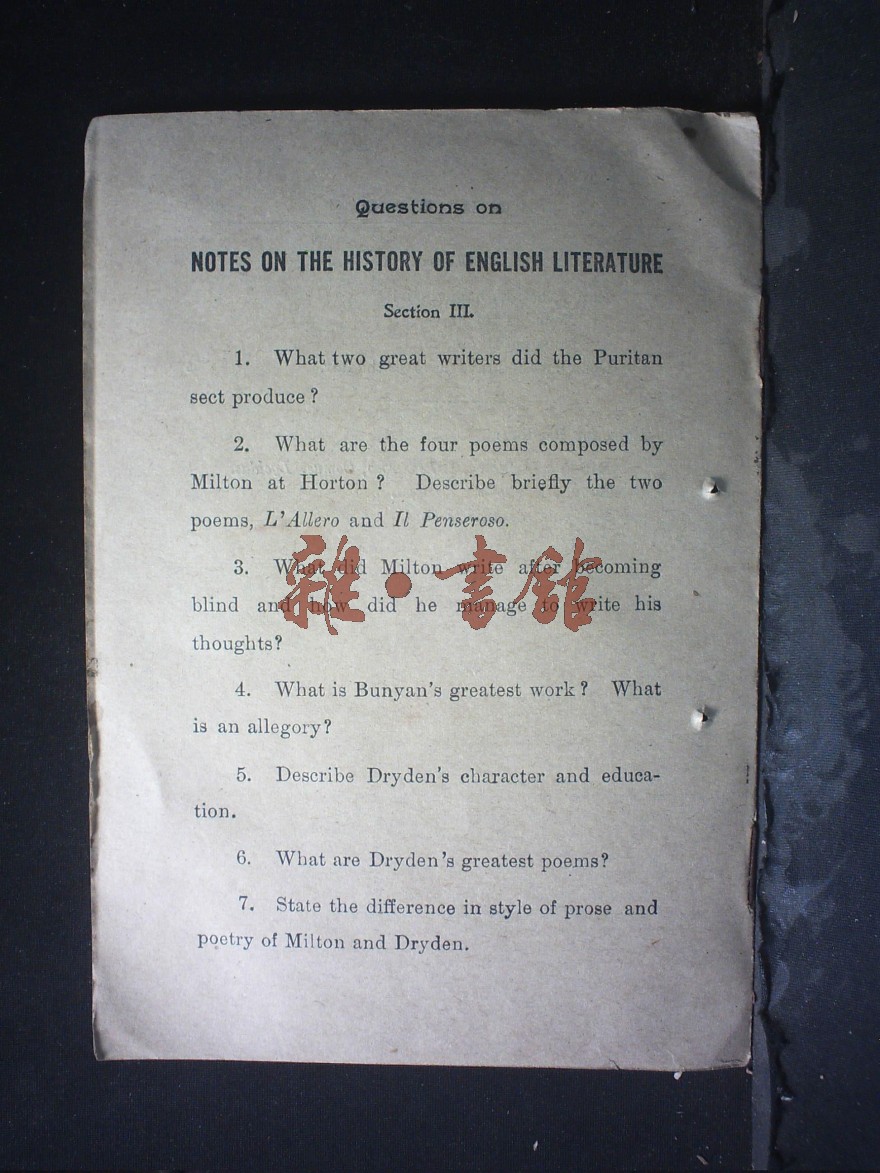 Questions on
NOTES ON THE HISTORY OF ENGLISH LITERATURE
Section III.
1. What two great writers did the Puritan
sect produce ?
2. What are the four poems composed by
Milton at Horton ? Describe briefly the two
poems, L'Allero and Il Penseroso.
3. What did Milton write after becoming
雜·書館
blind and how did he manage to write his
thoughts?
4. What is Bunyan's greatest work ? What
is an allegory?
5. Describe Dryden's character and educa-
tion.
6. What are Dryden's greatest poems?
7. State the difference in style of prose and
poetry of Milton and Dryden.